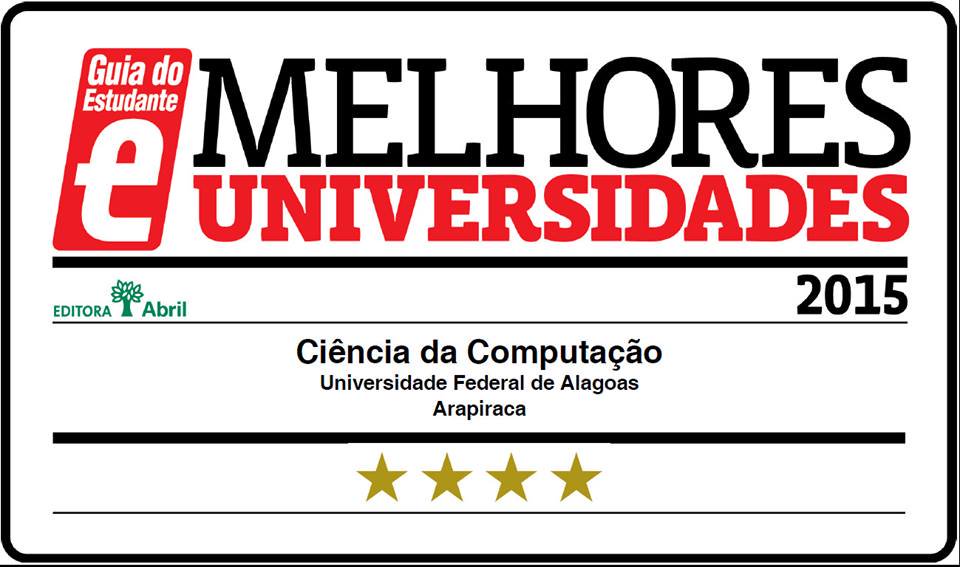 Guia do
Estudante
e
MELHORES
UNIVERSIDADES
2015
EDITORA Abril
Ciência da Computação
Universidade Federal de Alagoas
Arapiraca